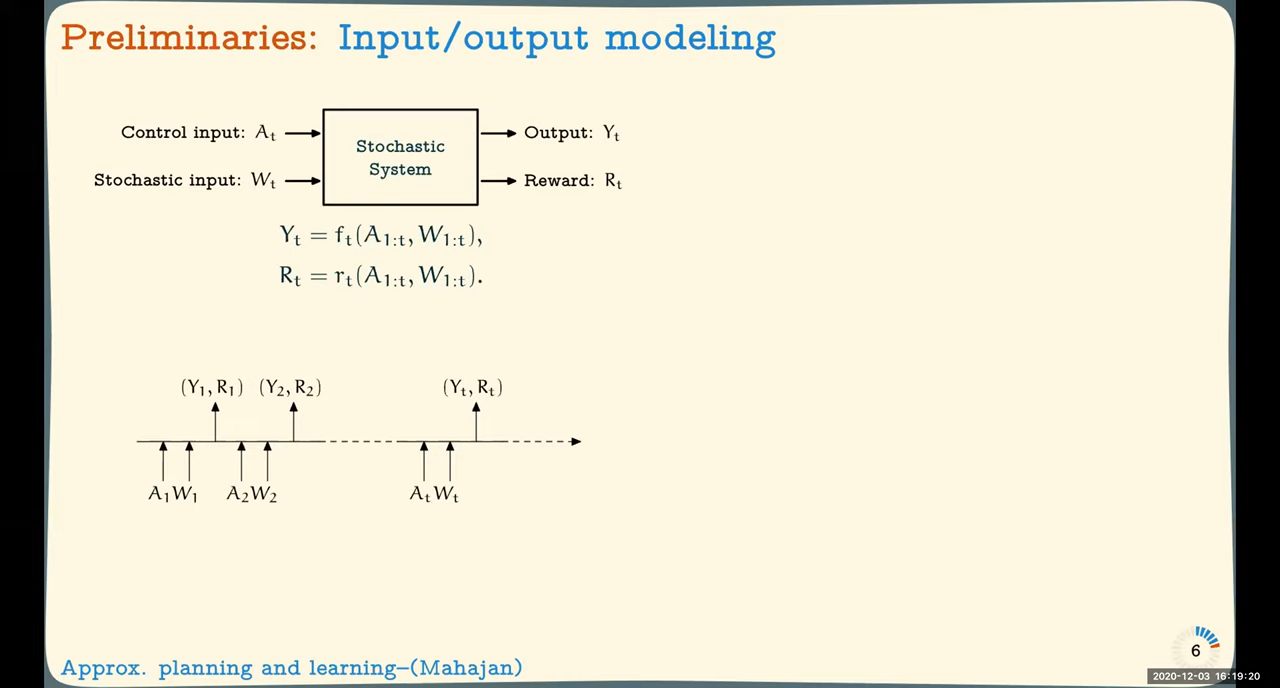 Preliminaries: Input/output modeling
Control input: Aₜ
Stochastic input: Wₜ
Stochastic
System
Output: Yₜ
Reward: Rₜ
Yₜ = fₜ(A₁:ₜ, W₁:ₜ),
Rₜ = rₜ(A₁:ₜ, W₁:ₜ).
(Y₁, R₁) (Y₂, R₂) (Yₜ, Rₜ)
A₁W₁ A₂W₂ AₜWₜ
Approx. planning and learning–(Mahajan)
6
2020-12-03 16:19:20